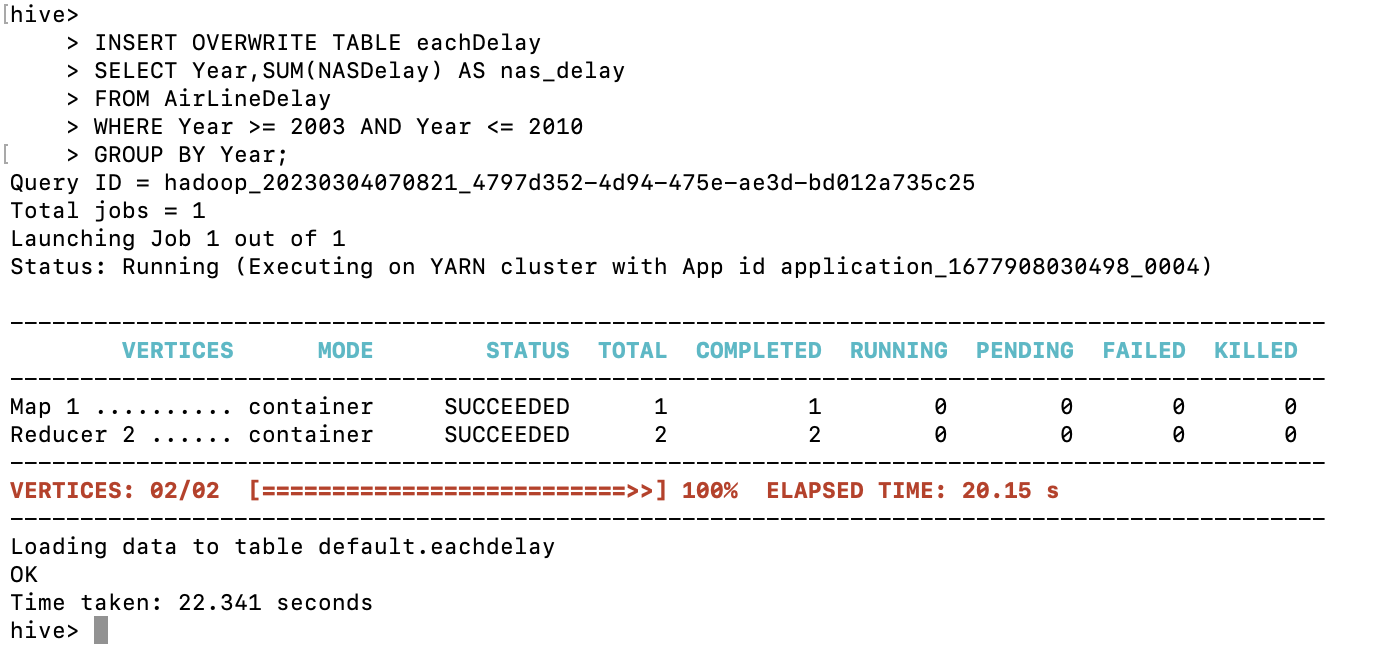 [hive>
    > INSERT OVERWRITE TABLE eachDelay
    > SELECT Year,SUM(NASDelay) AS nas_delay
    > FROM AirLineDelay
    > WHERE Year >= 2003 AND Year <= 2010
[    > GROUP BY Year;
Query ID = hadoop_20230304070821_4797d352-4d94-475e-ae3d-bd012a735c25
Total jobs = 1
Launching Job 1 out of 1
Status: Running (Executing on YARN cluster with App id application_1677908030498_0004)

----------------------------------------------------------------------------------------------
        VERTICES      MODE        STATUS  TOTAL  COMPLETED  RUNNING  PENDING  FAILED  KILLED
----------------------------------------------------------------------------------------------
Map 1 .......... container     SUCCEEDED      1          1        0        0       0       0
Reducer 2 ...... container     SUCCEEDED      2          2        0        0       0       0
----------------------------------------------------------------------------------------------
VERTICES: 02/02  [==========================>>] 100%  ELAPSED TIME: 20.15 s
----------------------------------------------------------------------------------------------
Loading data to table default.eachdelay
OK
Time taken: 22.341 seconds
hive>